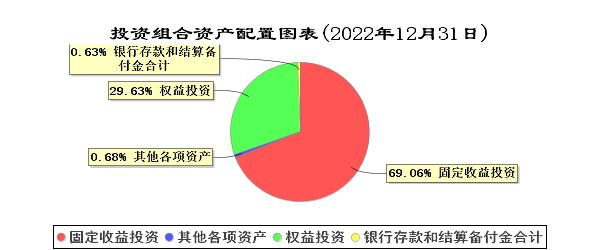 投资组合资产配置图表(2022年12月31日)
0.63% 银行存款和结算备
付金合计
29.63% 权益投资
0.68% 其他各项资产
69.06% 固定收益投资
固定收益投资 其他各项资产 权益投资 银行存款和结算备付金合计